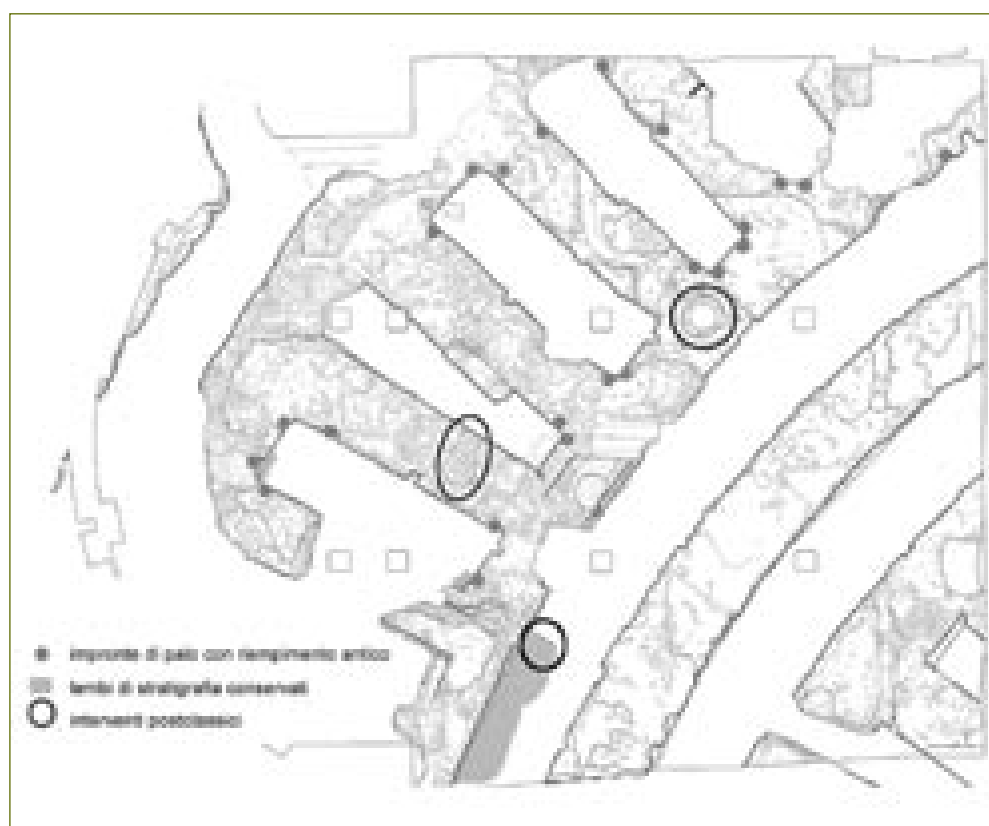 impronte di palo con riempimento antico
lembi di stratigrafia conservati
interventi postclassici